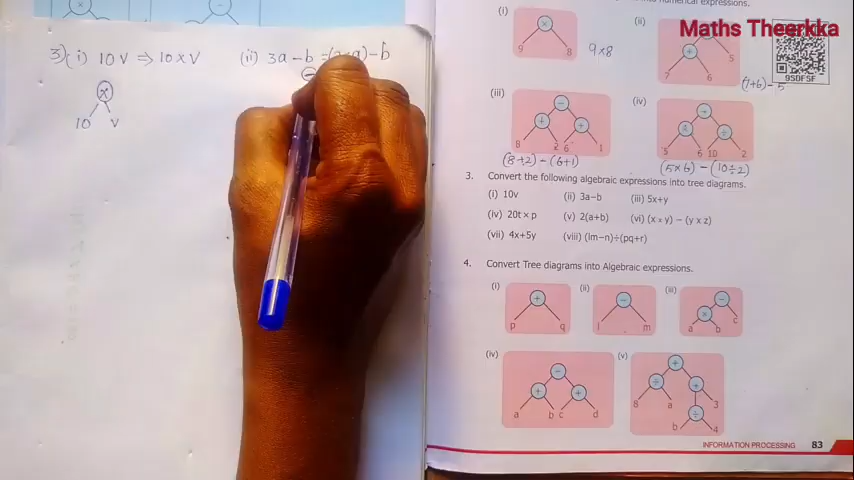 3) (i) 10 V ⇒ 10 × V (ii) 3a - b = (3×a) - b
×
10 V
Maths Theerkka
numerical expressions.
(i) × 9 8 9×8
(ii) + 7 6 5 (7+6) - 5
9SDFSF
(iii) - + + 8 2 6 1 (8+2) - (6+1)
(iv) - × ÷ 5 6 10 2 (5×6) - (10÷2)
3. Convert the following algebraic expressions into tree diagrams.
(i) 10v (ii) 3a-b (iii) 5x+y
(iv) 20t × p (v) 2(a+b) (vi) (x × y) – (y x z)
(vii) 4x+5y (viii) (lm-n)÷(pq+r)
4. Convert Tree diagrams into Algebraic expressions.
(i) + p q
(ii) - l m
(iii) - × a b c
(iv) - + + a b c d
(v) + ÷ + 8 a ÷ 3 b 4
INFORMATION PROCESSING 83